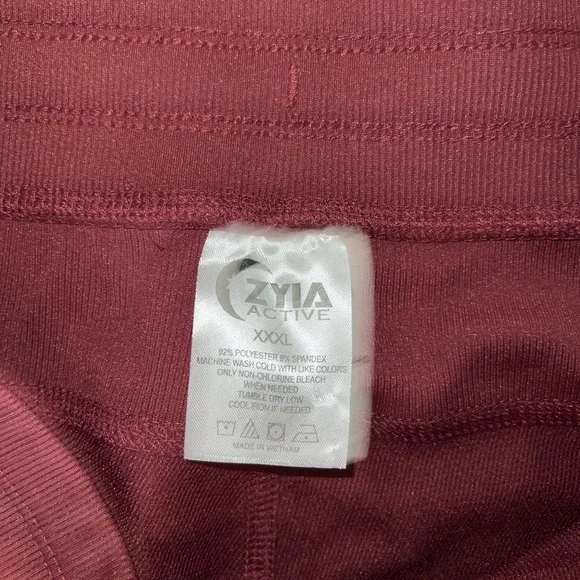 ZYIA
ACTIVE
XXXL
92% POLYESTER 8% SPANDEX
MACHINE WASH COLD WITH LIKE COLORS
ONLY NON-CHLORINE BLEACH
WHEN NEEDED
TUMBLE DRY LOW
COOL IRON IF NEEDED
MADE IN VIETNAM